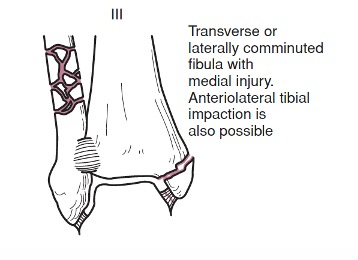 III
Transverse or
laterally comminuted
fibula with
medial injury.
Anteriolateral tibial
impaction is
also possible